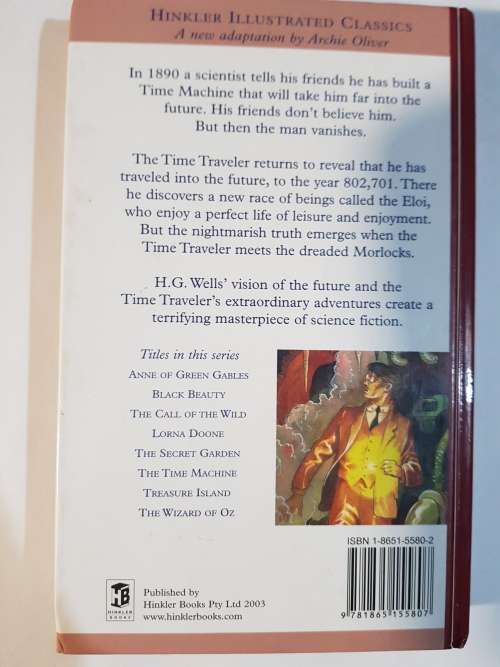 HINKLER ILLUSTRATED CLASSICS
A new adaptation by Archie Oliver
In 1890 a scientist tells his friends he has built a
Time Machine that will take him far into the
future. His friends don't believe him.
But then the man vanishes.
The Time Traveler returns to reveal that he has
traveled into the future, to the year 802,701. There
he discovers a new race of beings called the Eloi,
who enjoy a perfect life of leisure and enjoyment.
But the nightmarish truth emerges when the
Time Traveler meets the dreaded Morlocks.
H.G. Wells' vision of the future and the
Time Traveler's extraordinary adventures create a
terrifying masterpiece of science fiction.
Titles in this series
ANNE OF GREEN GABLES
BLACK BEAUTY
THE CALL OF THE WILD
LORNA DOONE
THE SECRET GARDEN
THE TIME MACHINE
TREASURE ISLAND
THE WIZARD OF OZ
ISBN 1-8651-5580-2
9 781865 155807
HB
HINKLER
BOOKS
Published by
Hinkler Books Pty Ltd 2003
www.hinklerbooks.com